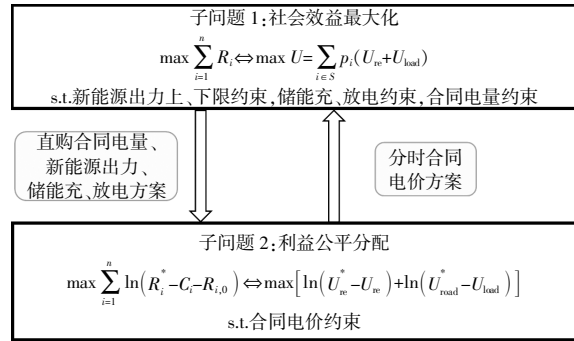 子问题1:社会效益最大化
max ∑_{i=1}^{n} R_i ⇔ max U = ∑_{i∈S} p_i(U_re+U_load)
s.t.新能源出力上、下限约束,储能充、放电约束,合同电量约束
直购合同电量、
新能源出力、
储能充、放电方案
分时合同
电价方案
子问题2:利益公平分配
max ∑_{i=1}^{n} ln(R_i^*-C_i-R_{i,0}) ⇔ max[ln(U_re^*-U_re)+ln(U_road^*-U_load)]
s.t.合同电价约束